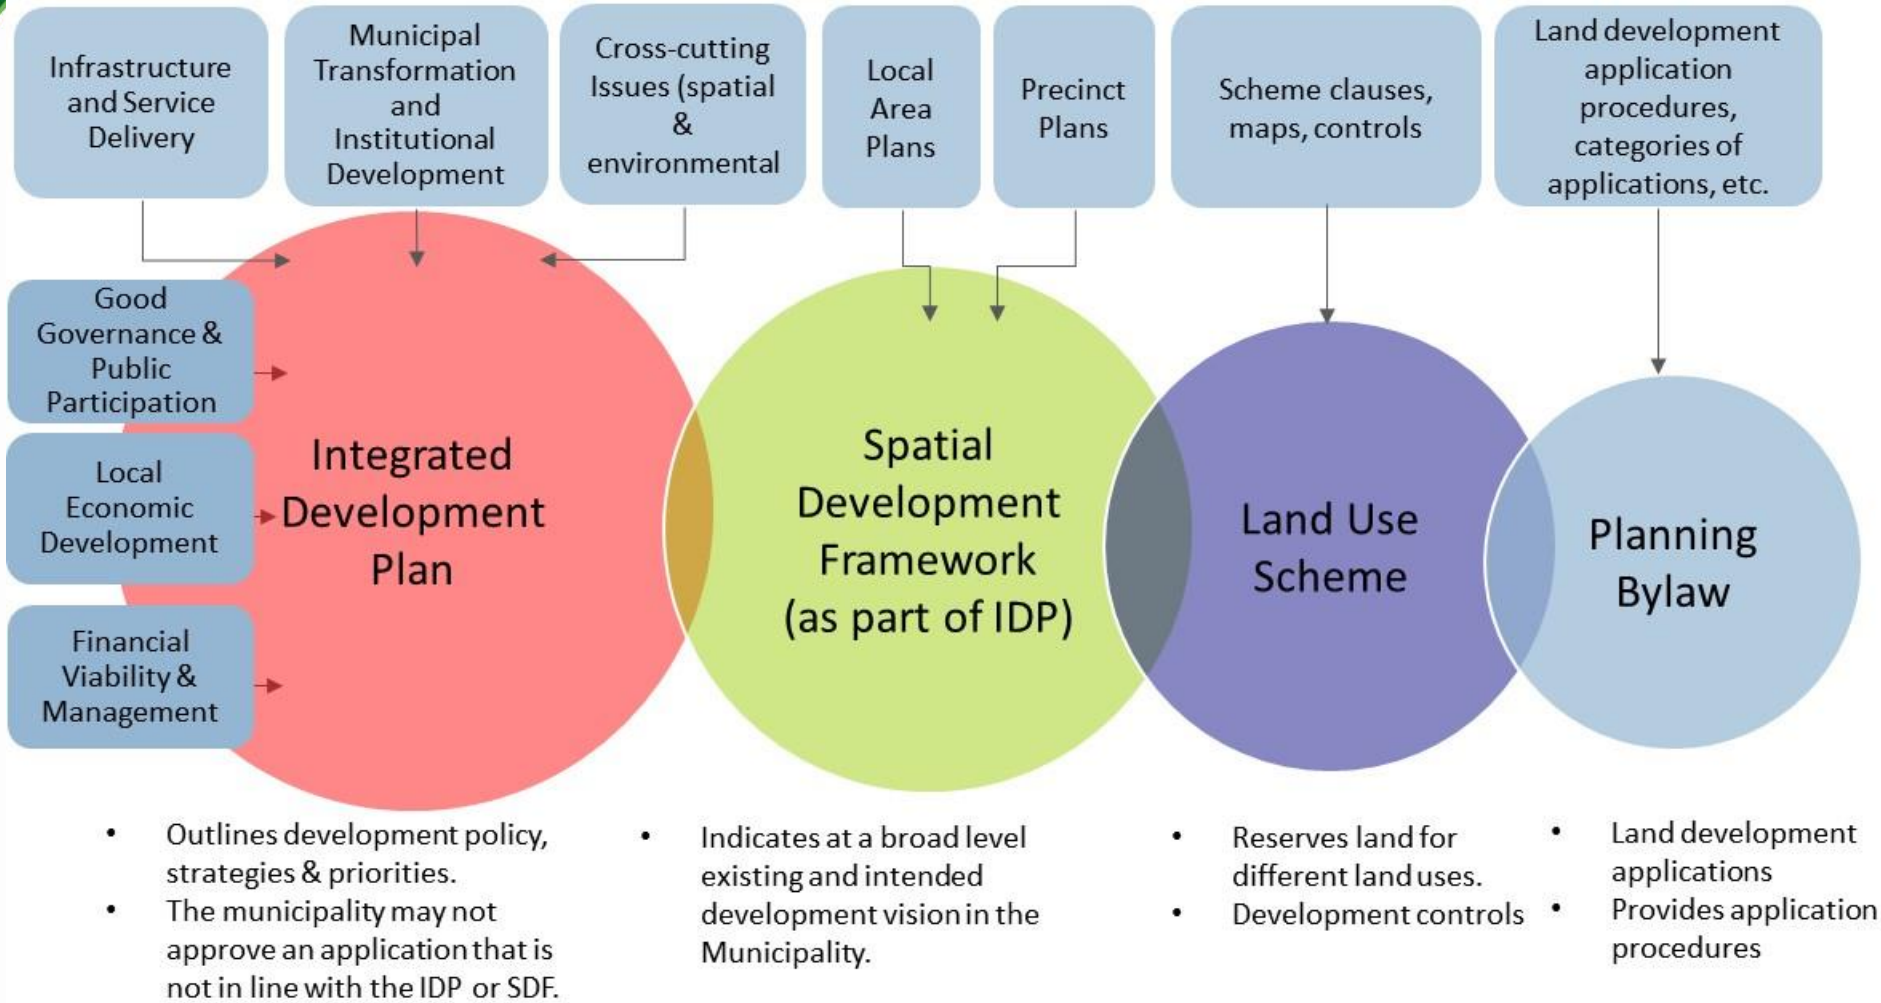 Infrastructure
and Service
Delivery
Municipal
Transformation
and
Institutional
Development
Cross-cutting
Issues (spatial
&
environmental
Local
Area
Plans
Precinct
Plans
Scheme clauses,
maps, controls
Land development
application
procedures,
categories of
applications, etc.
Good
Governance &
Public
Participation
Local
Economic
Development
Financial
Viability &
Management
Integrated
Development
Plan
Spatial
Development
Framework
(as part of IDP)
Land Use
Scheme
Planning
Bylaw
• Outlines development policy,
strategies & priorities.
• The municipality may not
approve an application that is
not in line with the IDP or SDF.
• Indicates at a broad level
existing and intended
development vision in the
Municipality.
• Reserves land for
different land uses.
• Development controls
• Land development
applications
• Provides application
procedures